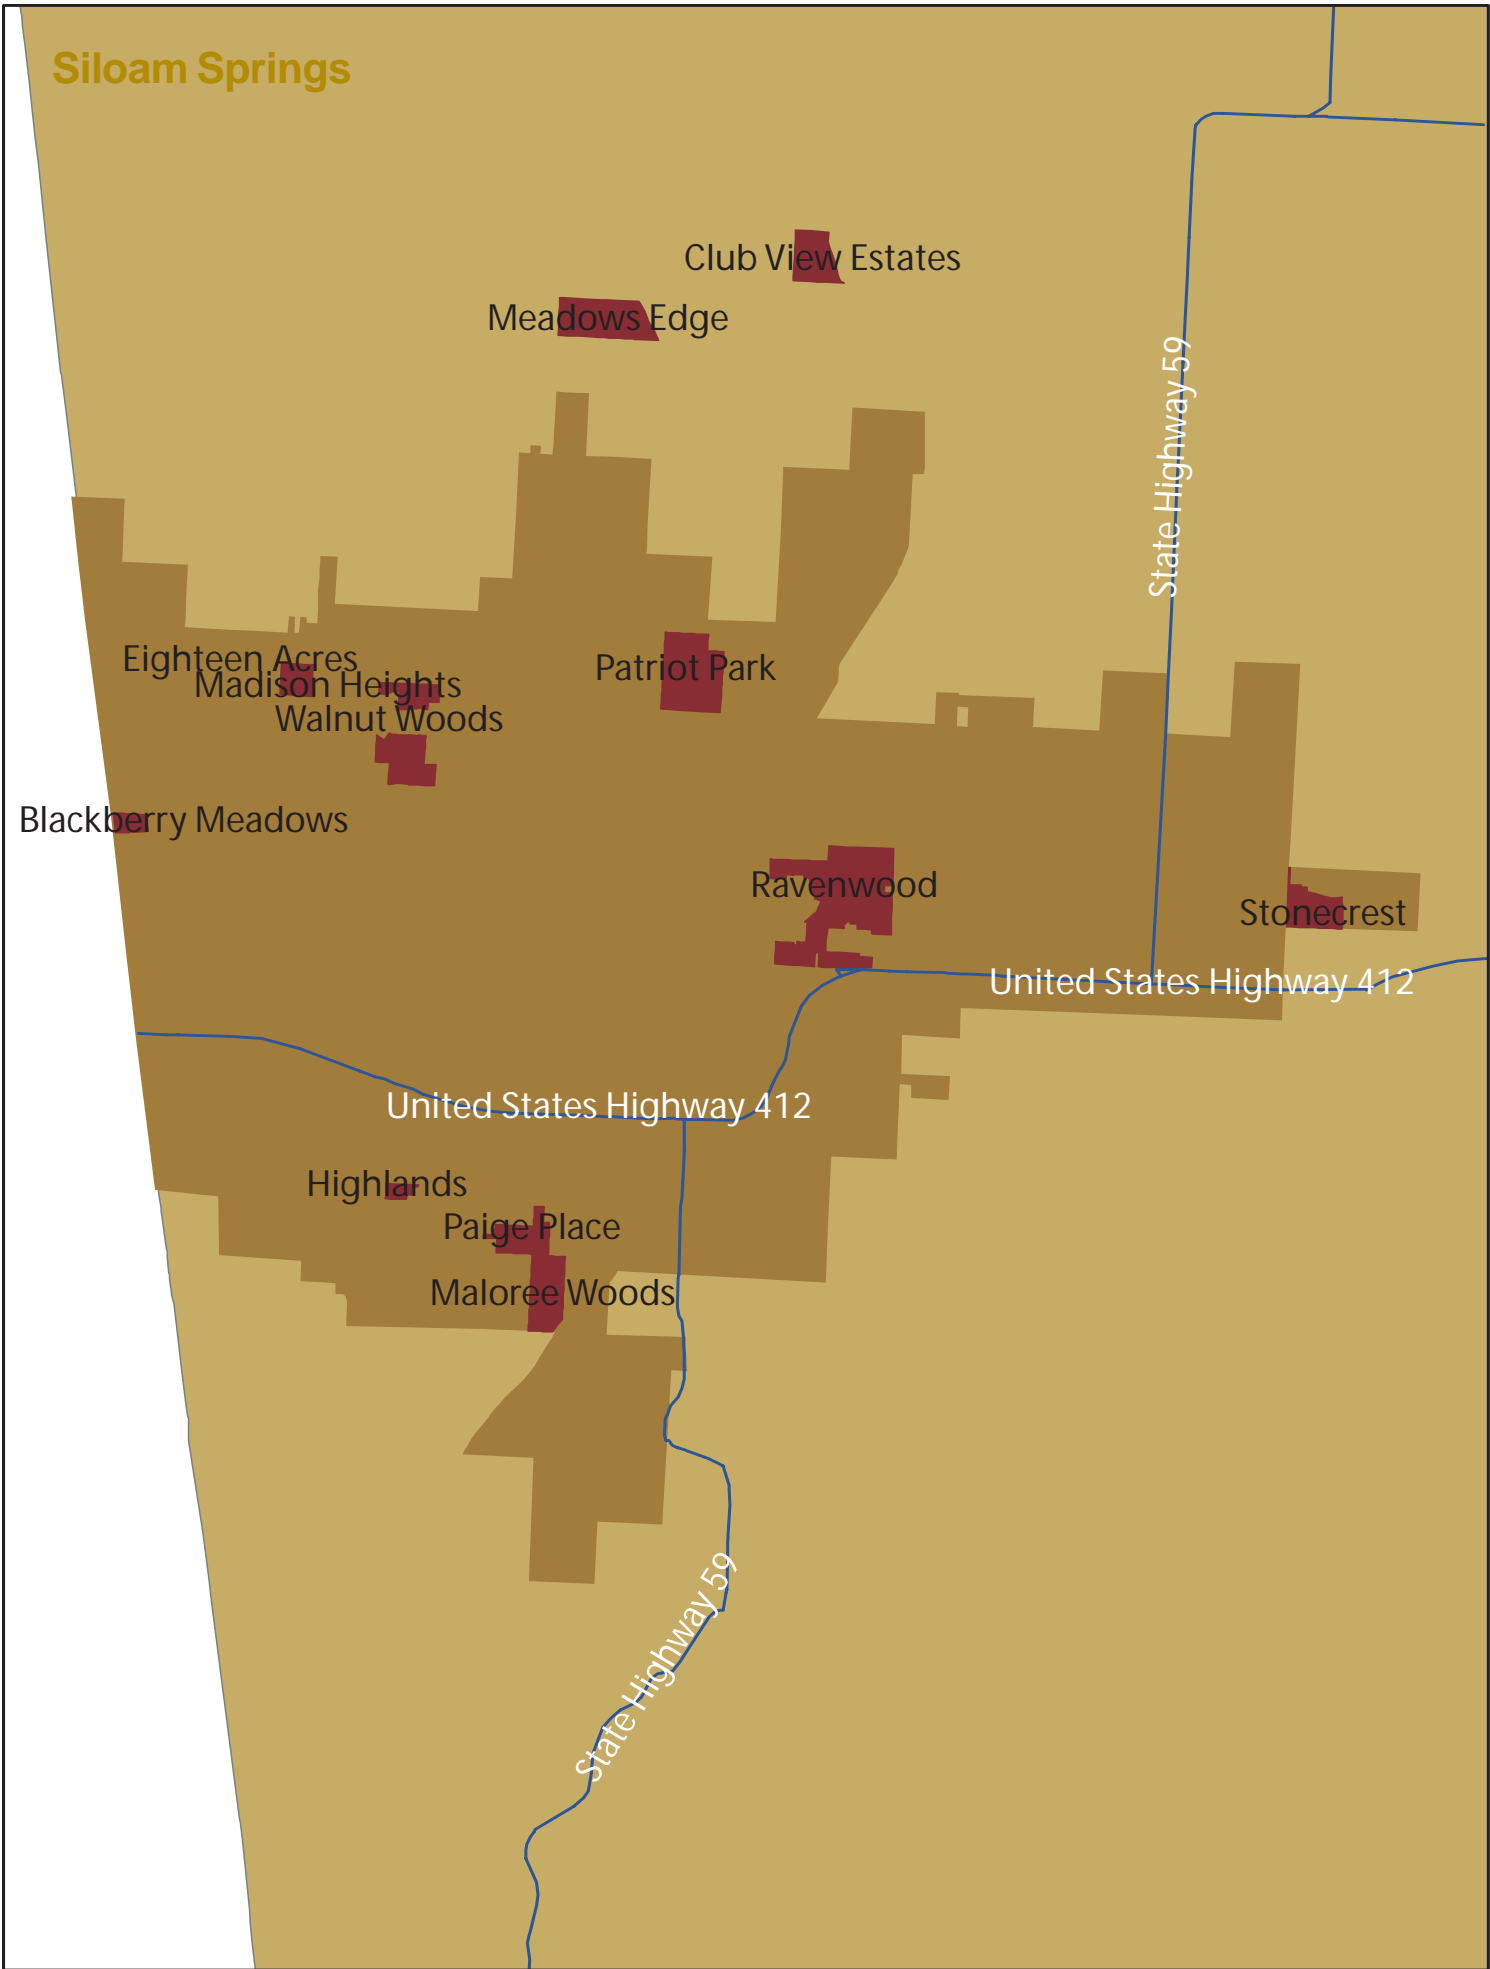 Siloam Springs
Club View Estates
Meadows Edge
State Highway 59
Eighteen Acres
Madison Heights
Walnut Woods
Patriot Park
Blackberry Meadows
Ravenwood
Stonecrest
United States Highway 412
United States Highway 412
Highlands
Paige Place
Maloree Woods
State Highway 59